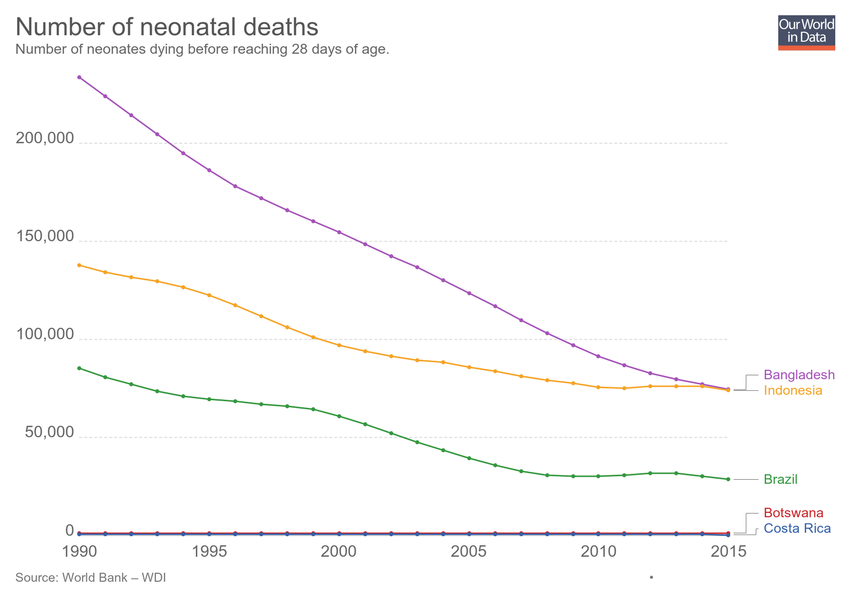 Number of neonatal deaths
Number of neonates dying before reaching 28 days of age.
Our World
in Data
200,000
150,000
100,000
50,000
0
Bangladesh
Indonesia
Brazil
Botswana
Costa Rica
1990 1995 2000 2005 2010 2015
Source: World Bank – WDI